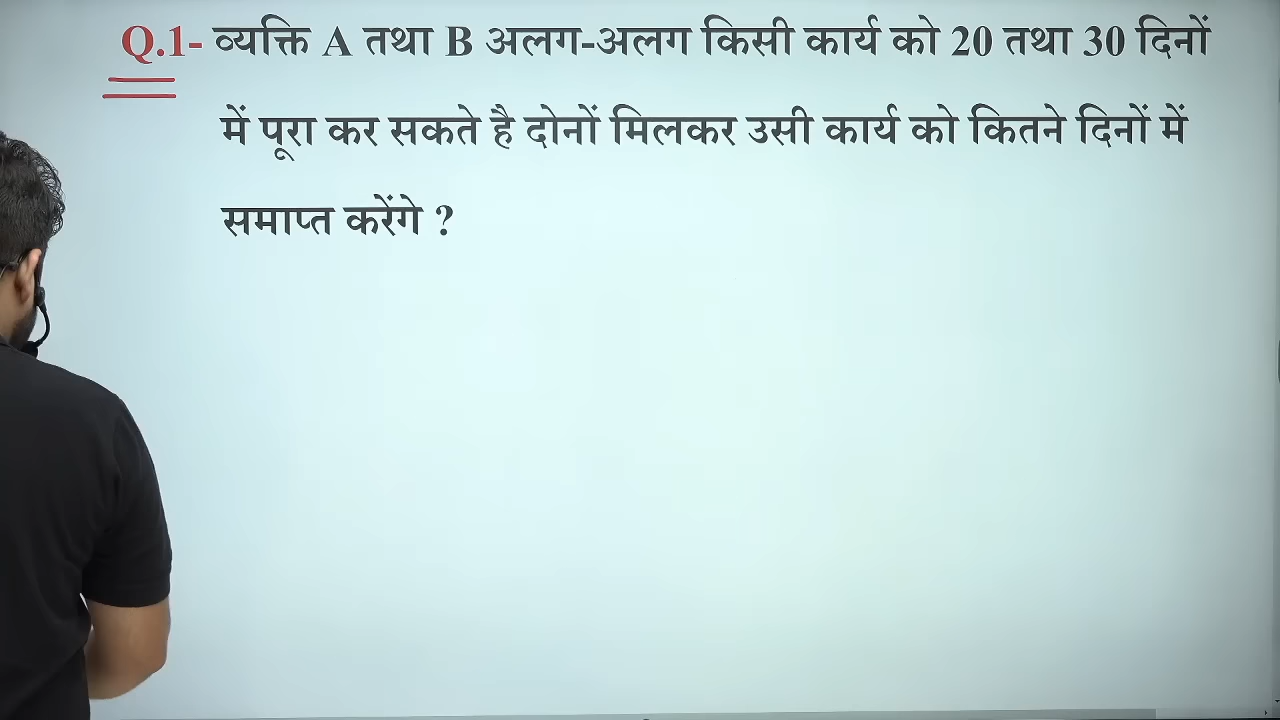 Q.1- व्यक्ति A तथा B अलग-अलग किसी कार्य को 20 तथा 30 दिनों
में पूरा कर सकते है दोनों मिलकर उसी कार्य को कितने दिनों में
समाप्त करेंगे ?